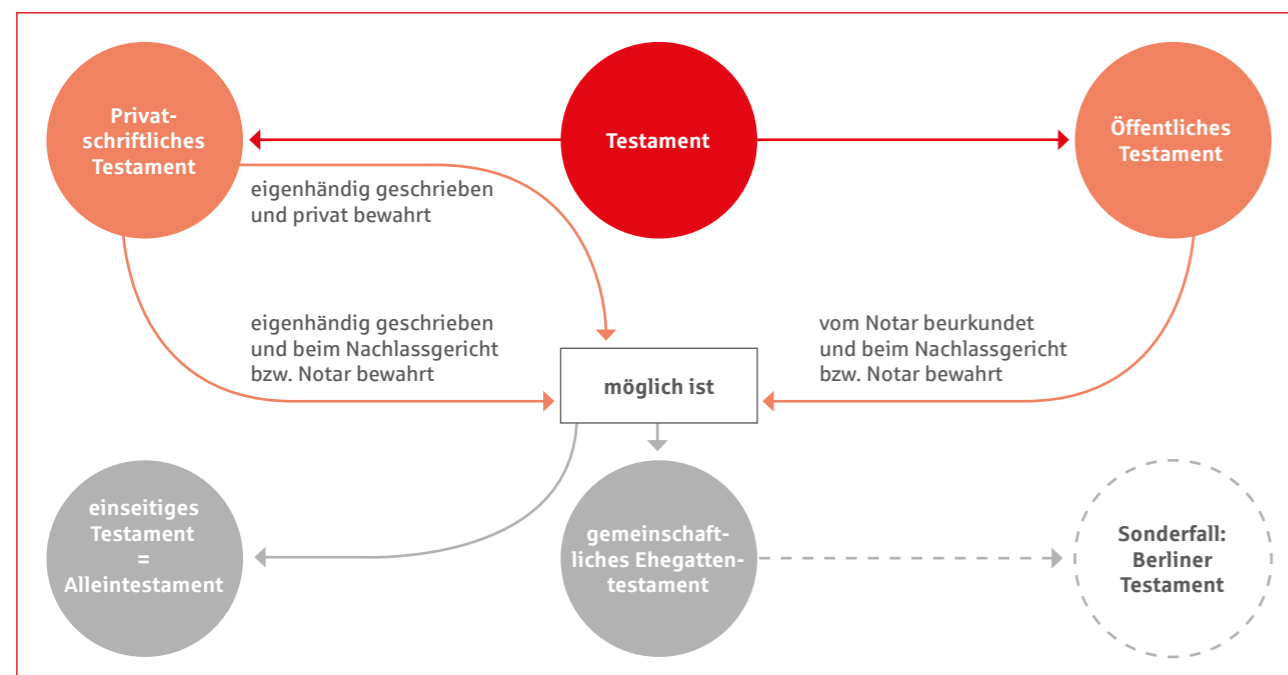 Privat-
schriftliches
Testament
Testament
Öffentliches
Testament
eigenhändig geschrieben
und privat bewahrt
eigenhändig geschrieben
und beim Nachlassgericht
bzw. Notar bewahrt
vom Notar beurkundet
und beim Nachlassgericht
bzw. Notar bewahrt
möglich ist
einseitiges
Testament
=
Alleintestament
gemeinschaft-
liches Ehegatten-
testament
Sonderfall:
Berliner
Testament